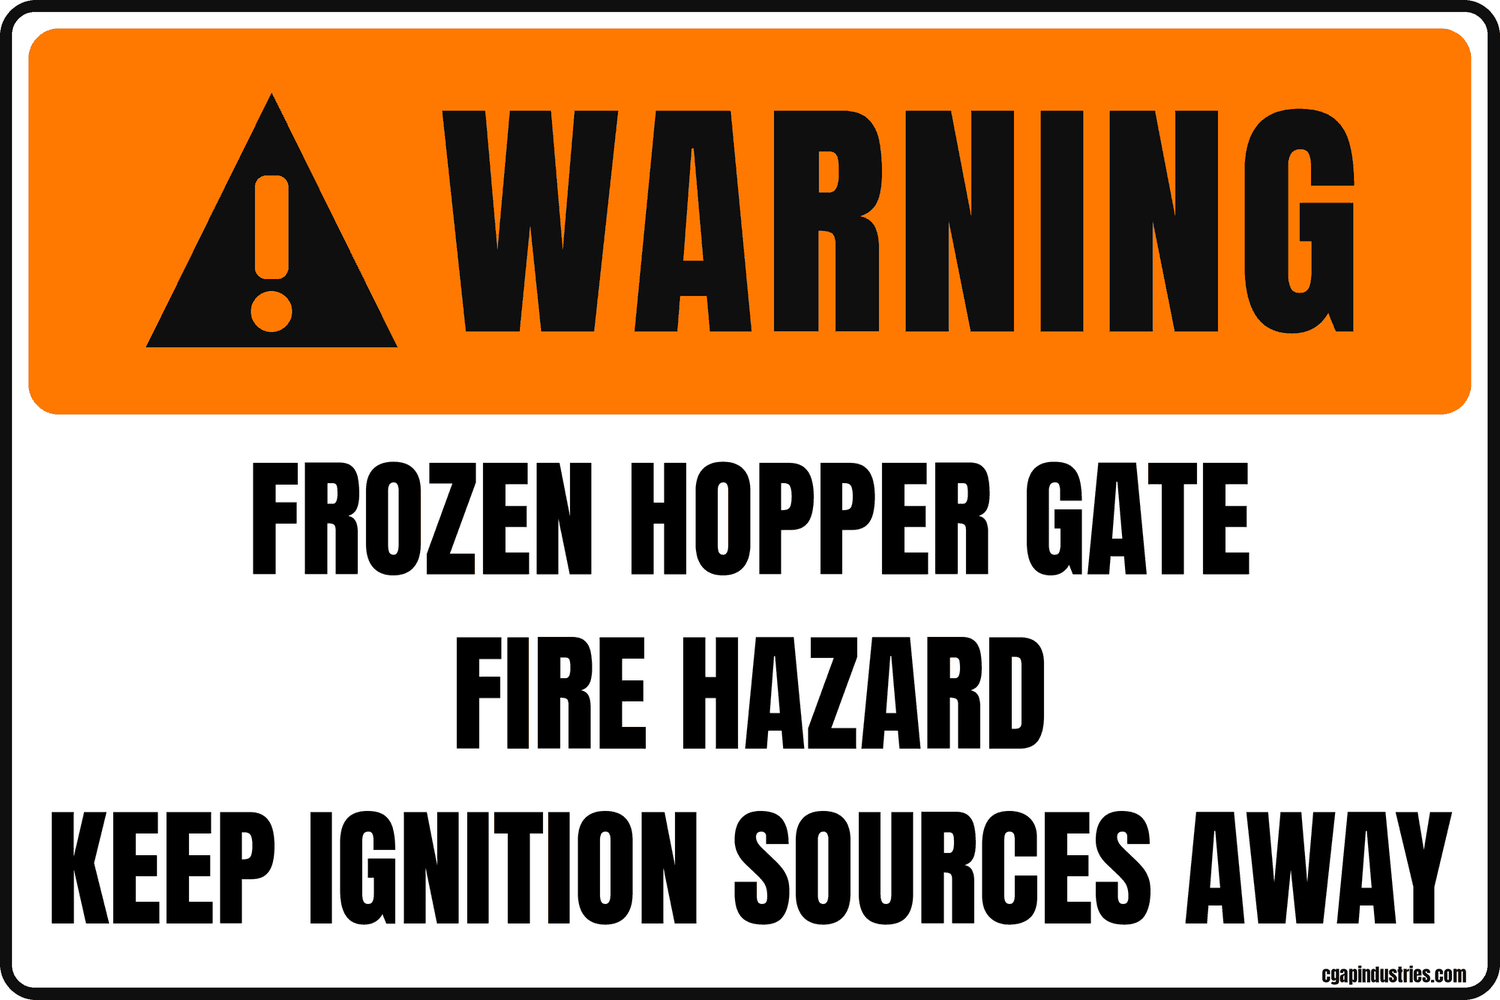 WARNING
FROZEN HOPPER GATE
FIRE HAZARD
KEEP IGNITION SOURCES AWAY
cgapindustries.com